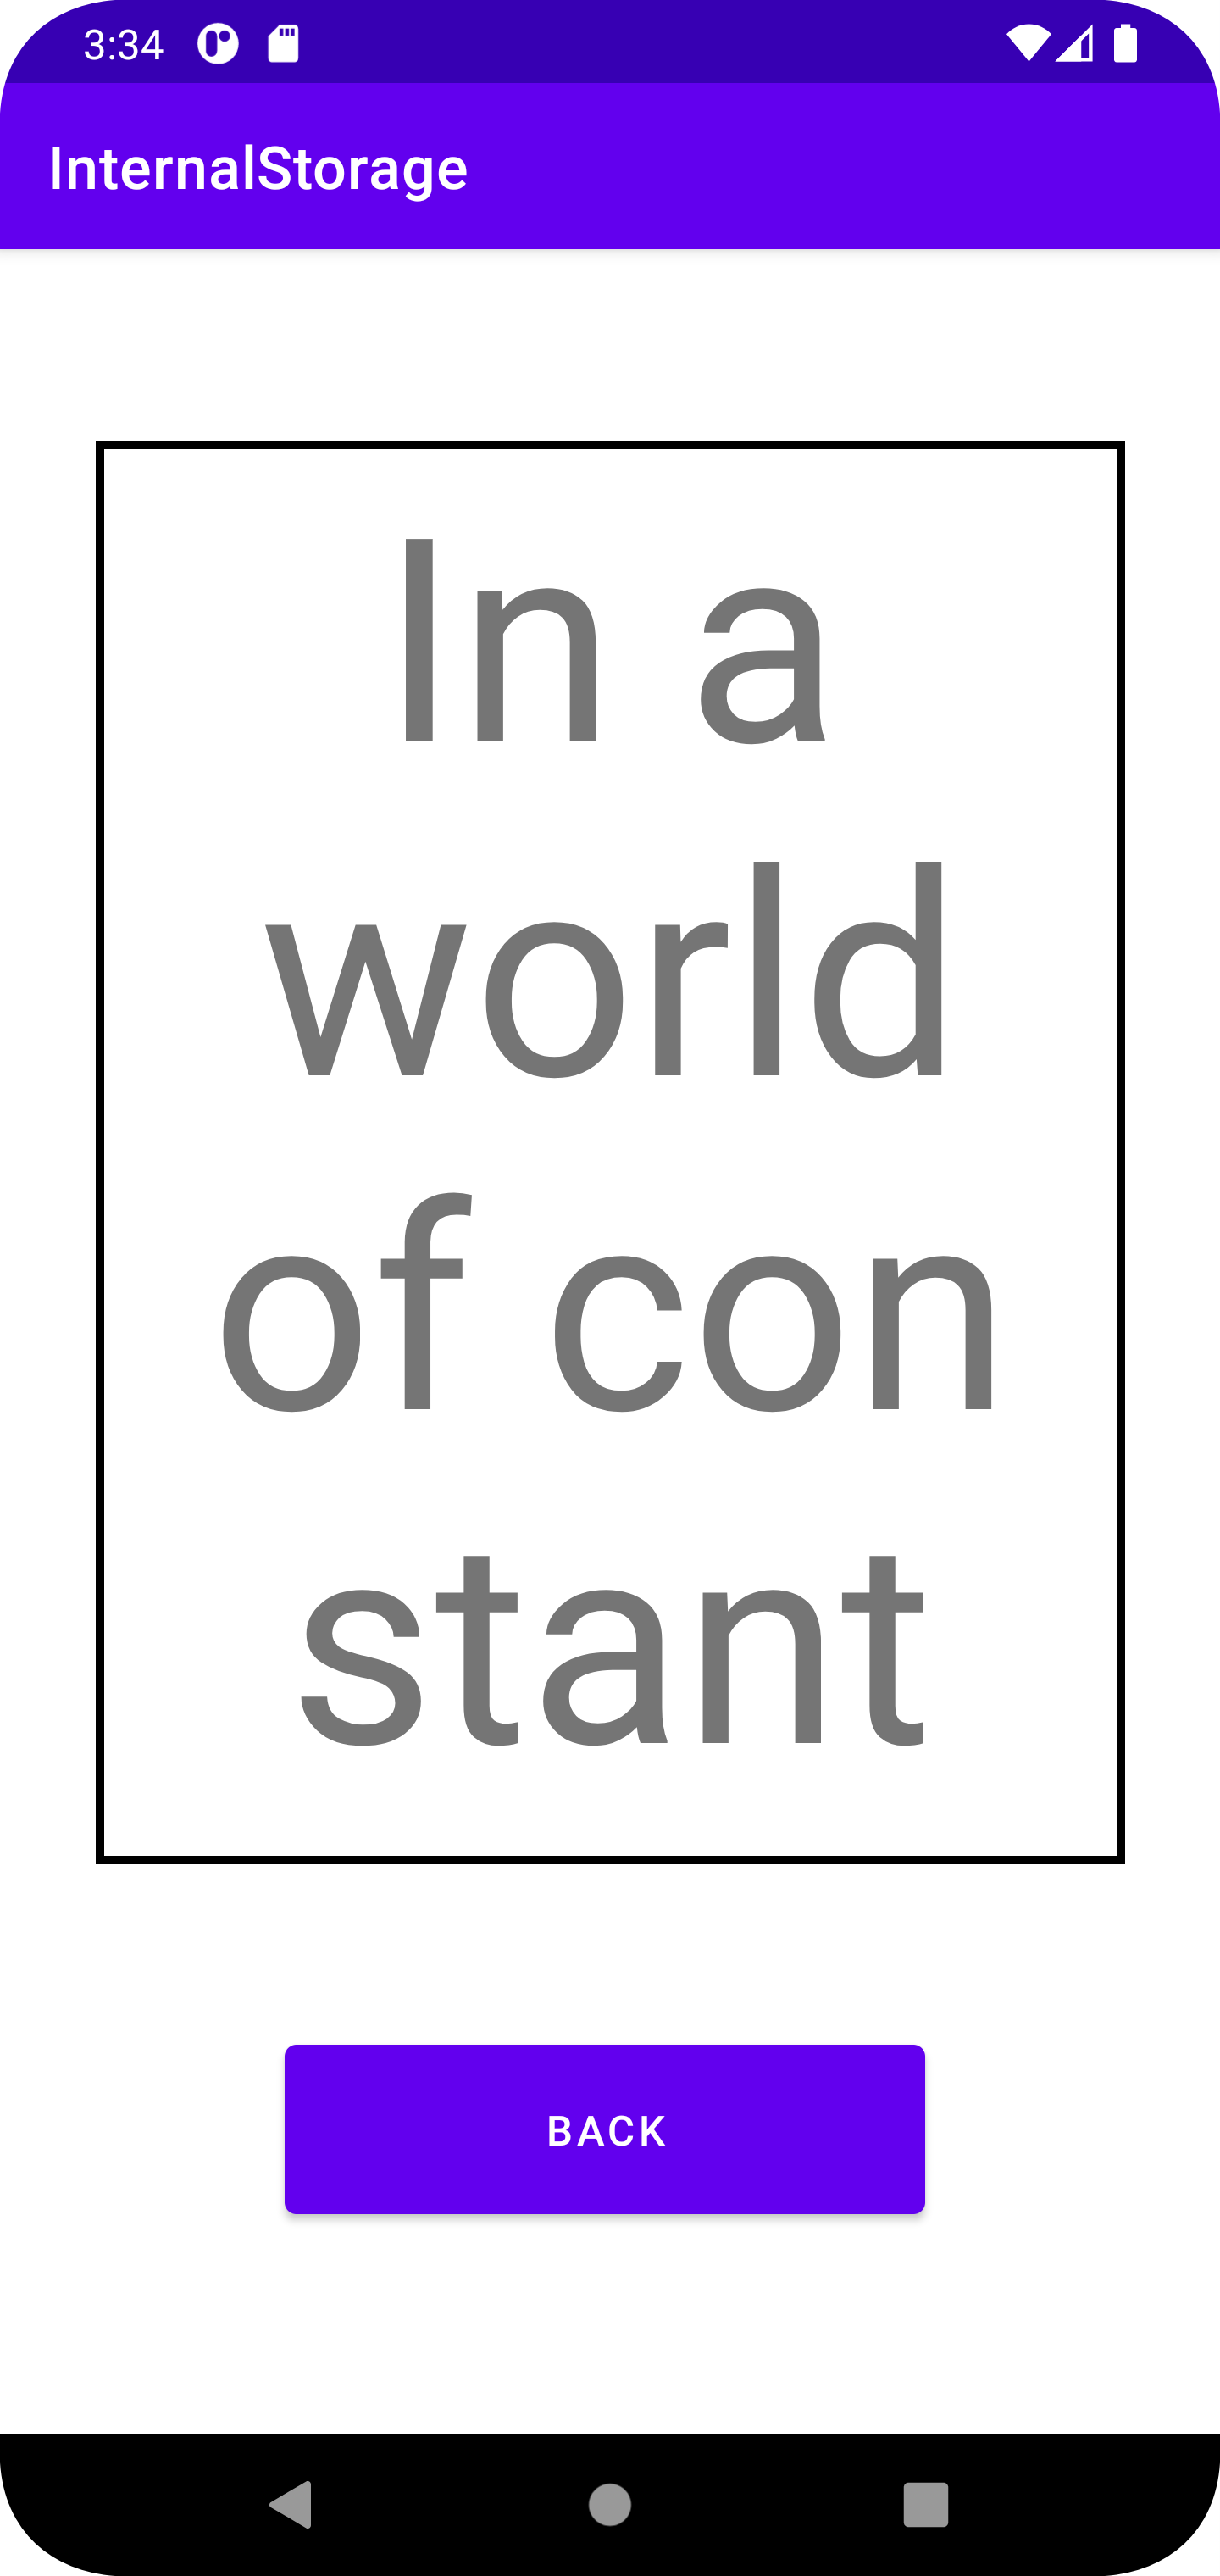 3:34
InternalStorage
In a
world
of con
stant
BACK